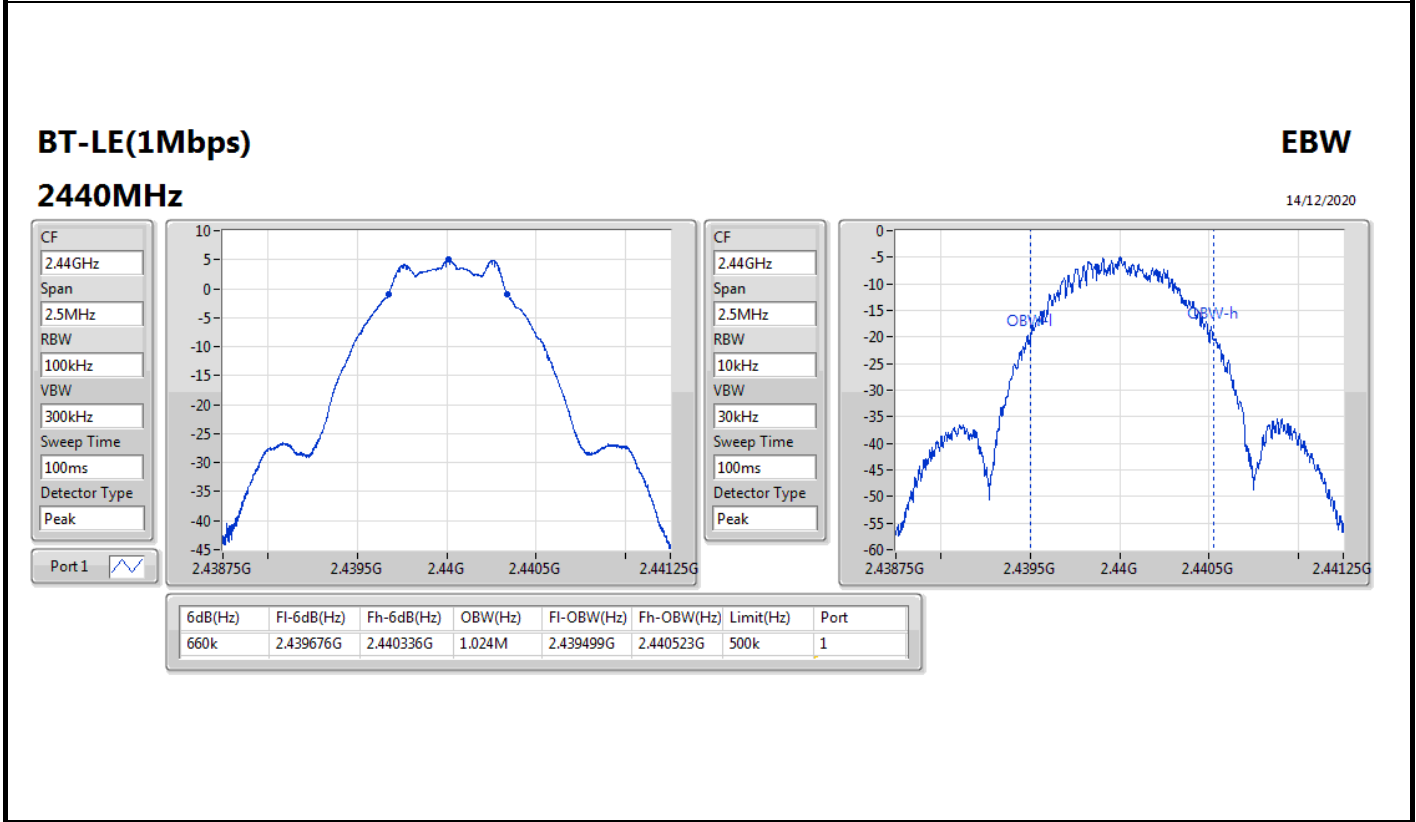 BT-LE(1Mbps)
EBW
2440MHz
14/12/2020
CF
2.44GHz
Span
2.5MHz
RBW
100kHz
VBW
300kHz
Sweep Time
100ms
Detector Type
Peak
Port 1
10
5
0
-5
-10
-15
-20
-25
-30
-35
-40
-45
2.43875G 2.4395G 2.44G 2.4405G 2.44125G
CF
2.44GHz
Span
2.5MHz
RBW
10kHz
VBW
30kHz
Sweep Time
100ms
Detector Type
Peak
0
-5
-10
-15
-20
-25
-30
-35
-40
-45
-50
-55
-60
OBW-l
OBW-h
2.43875G 2.4395G 2.44G 2.4405G 2.44125G
6dB(Hz) Fl-6dB(Hz) Fh-6dB(Hz) OBW(Hz) Fl-OBW(Hz) Fh-OBW(Hz) Limit(Hz) Port
660k 2.439676G 2.440336G 1.024M 2.439499G 2.440523G 500k 1